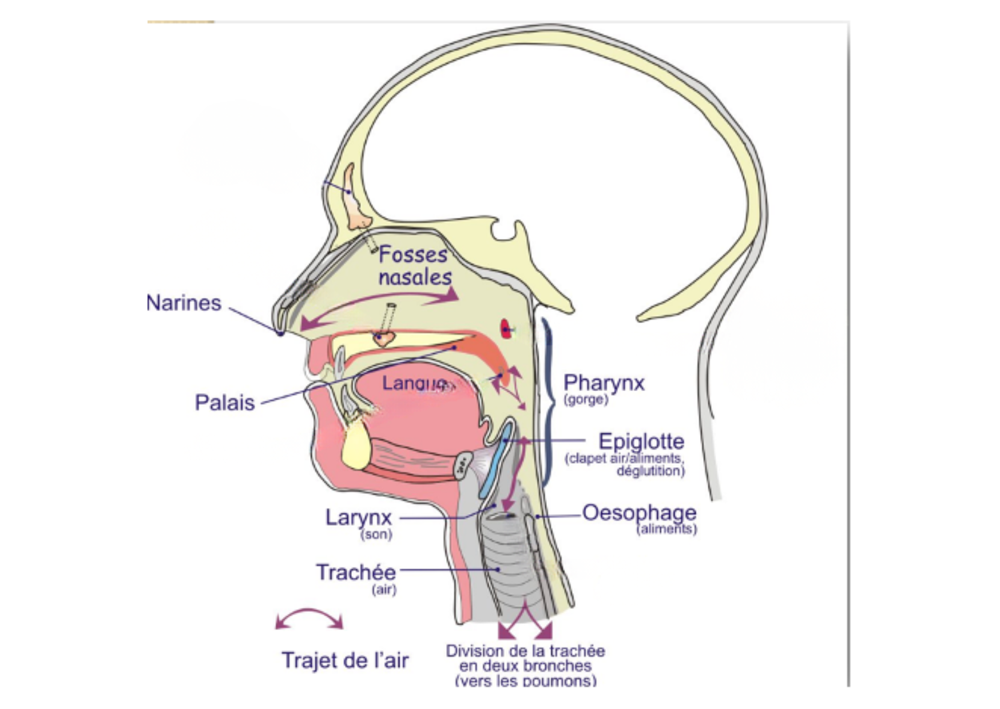 Fosses
nasales
Narines
Langue
Palais
Pharynx
(gorge)
Epiglotte
(clapet air/aliments,
déglutition)
Larynx
(son)
Oesophage
(aliments)
Trachée
(air)
Trajet de l'air
Division de la trachée
en deux bronches
(vers les poumons)